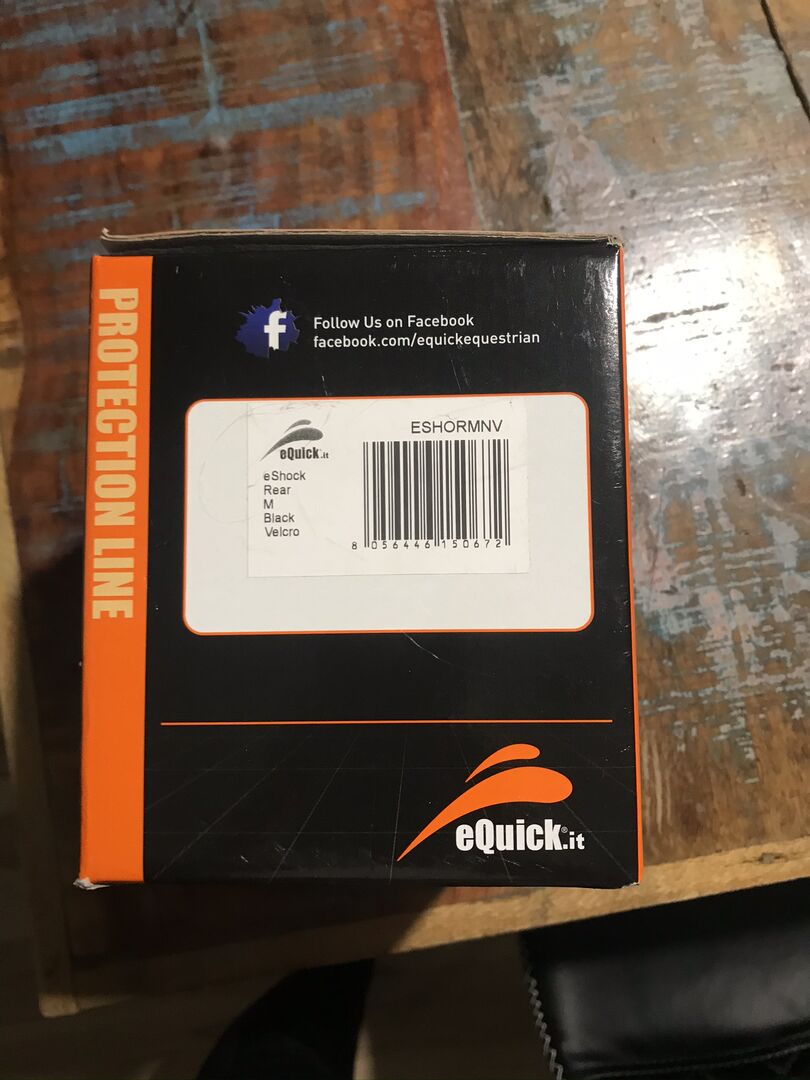 PROTECTION LINE
f
Follow Us on Facebook
facebook.com/equickequestrian
eQuick.it
ESHORMNV
eShock
Rear
M
Black
Velcro
8 056446 150672
eQuick®.it